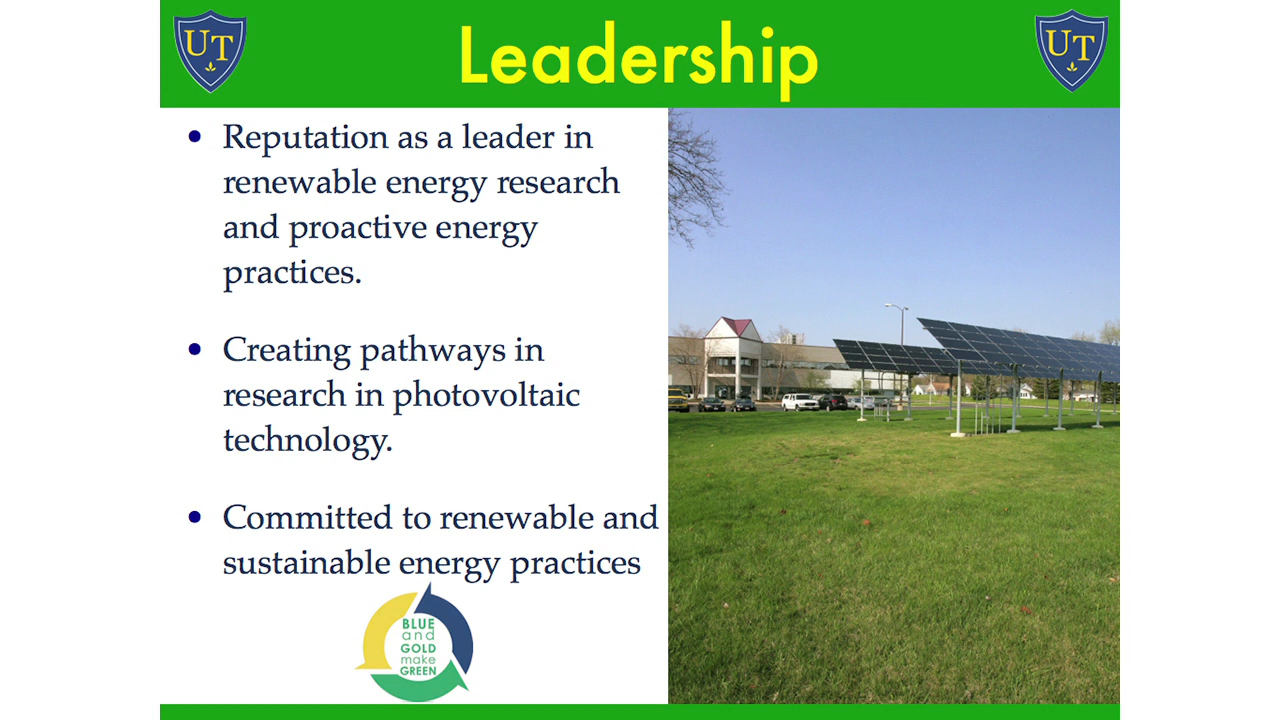 UT
Leadership
UT
• Reputation as a leader in
renewable energy research
and proactive energy
practices.
• Creating pathways in
research in photovoltaic
technology.
• Committed to renewable and
sustainable energy practices
BLUE
and
GOLD
make
GREEN